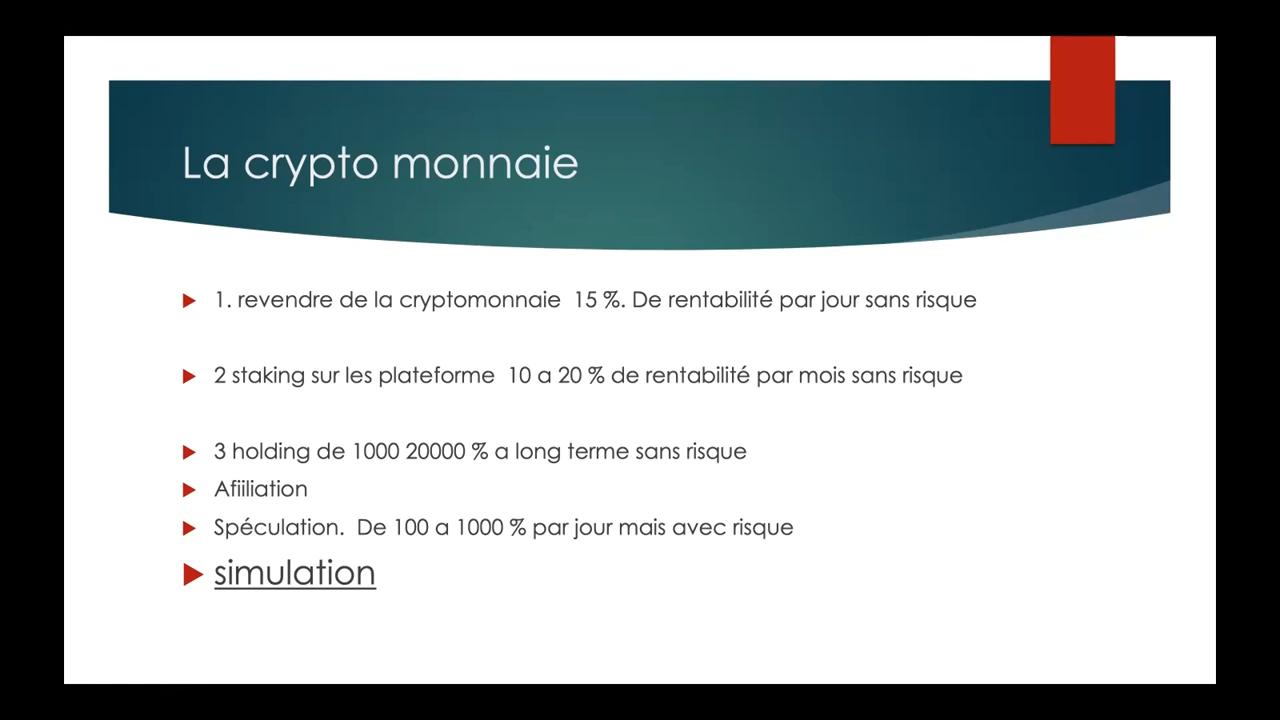 La crypto monnaie
1. revendre de la cryptomonnaie 15 %. De rentabilité par jour sans risque
2 staking sur les plateforme 10 a 20 % de rentabilité par mois sans risque
3 holding de 1000 20000 % a long terme sans risque
Afiiliation
Spéculation. De 100 a 1000 % par jour mais avec risque
simulation